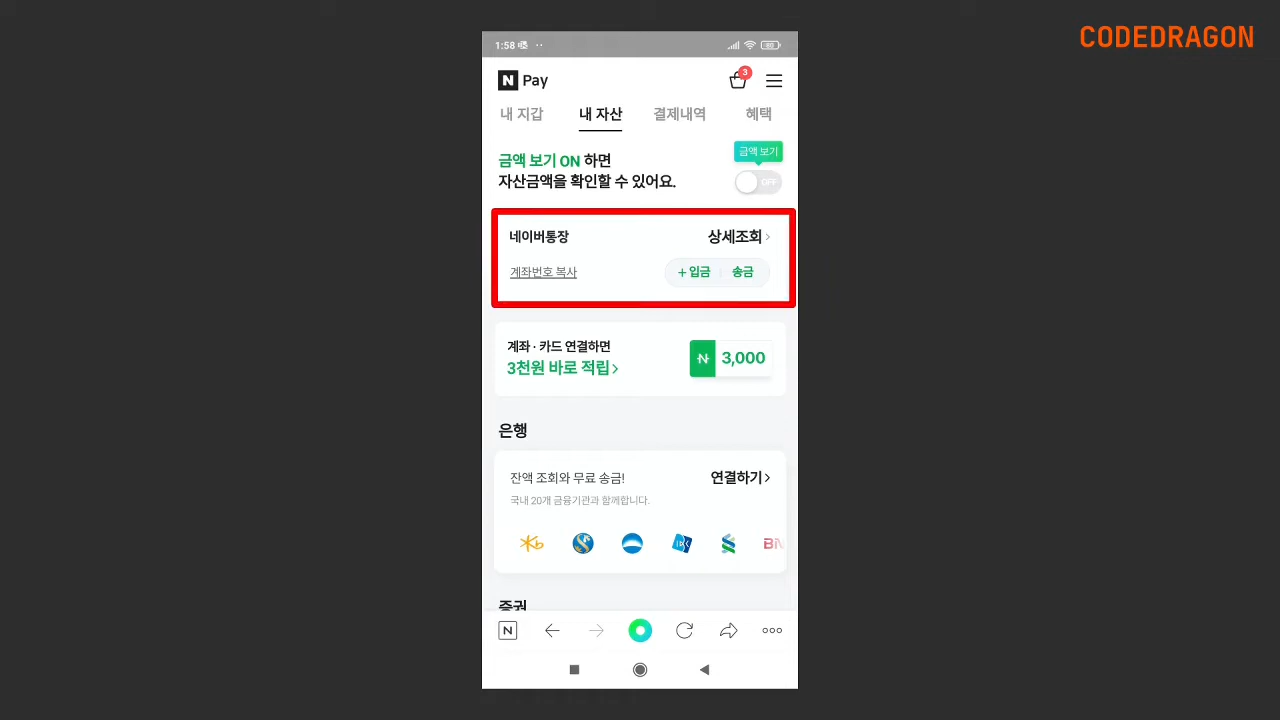 CODEDRAGON
1:58
N Pay
3
내 지갑 내 자산 결제내역 혜택
금액 보기 ON 하면
자산금액을 확인할 수 있어요.
금액 보기
OFF
네이버통장 상세조회 >
계좌번호 복사 + 입금 송금
계좌 · 카드 연결하면
3천원 바로 적립 >
N 3,000
은행
잔액 조회와 무료 송금! 연결하기 >
국내 20개 금융기관과 함께합니다.
증권
N